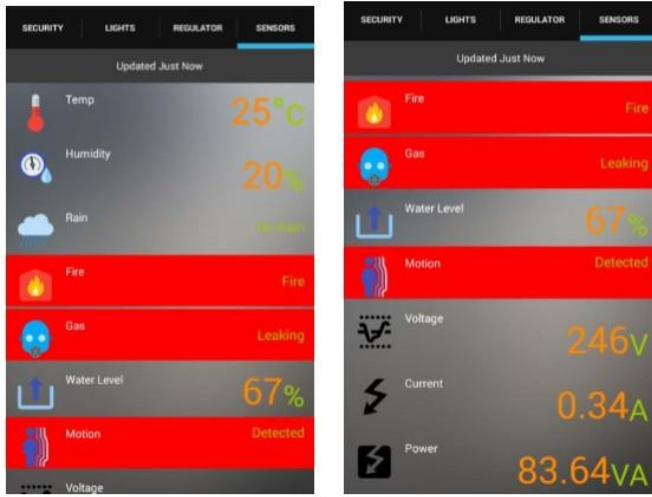 SECURITY LIGHTS REGULATOR SENSORS
Updated Just Now
Temp 25°C
Humidity 20%
Rain No Rain
Fire Fire
Gas Leaking
Water Level 67%
Motion Detected
Voltage
SECURITY LIGHTS REGULATOR SENSORS
Updated Just Now
Fire Fire
Gas Leaking
Water Level 67%
Motion Detected
Voltage 246V
Current 0.34A
Power 83.64VA